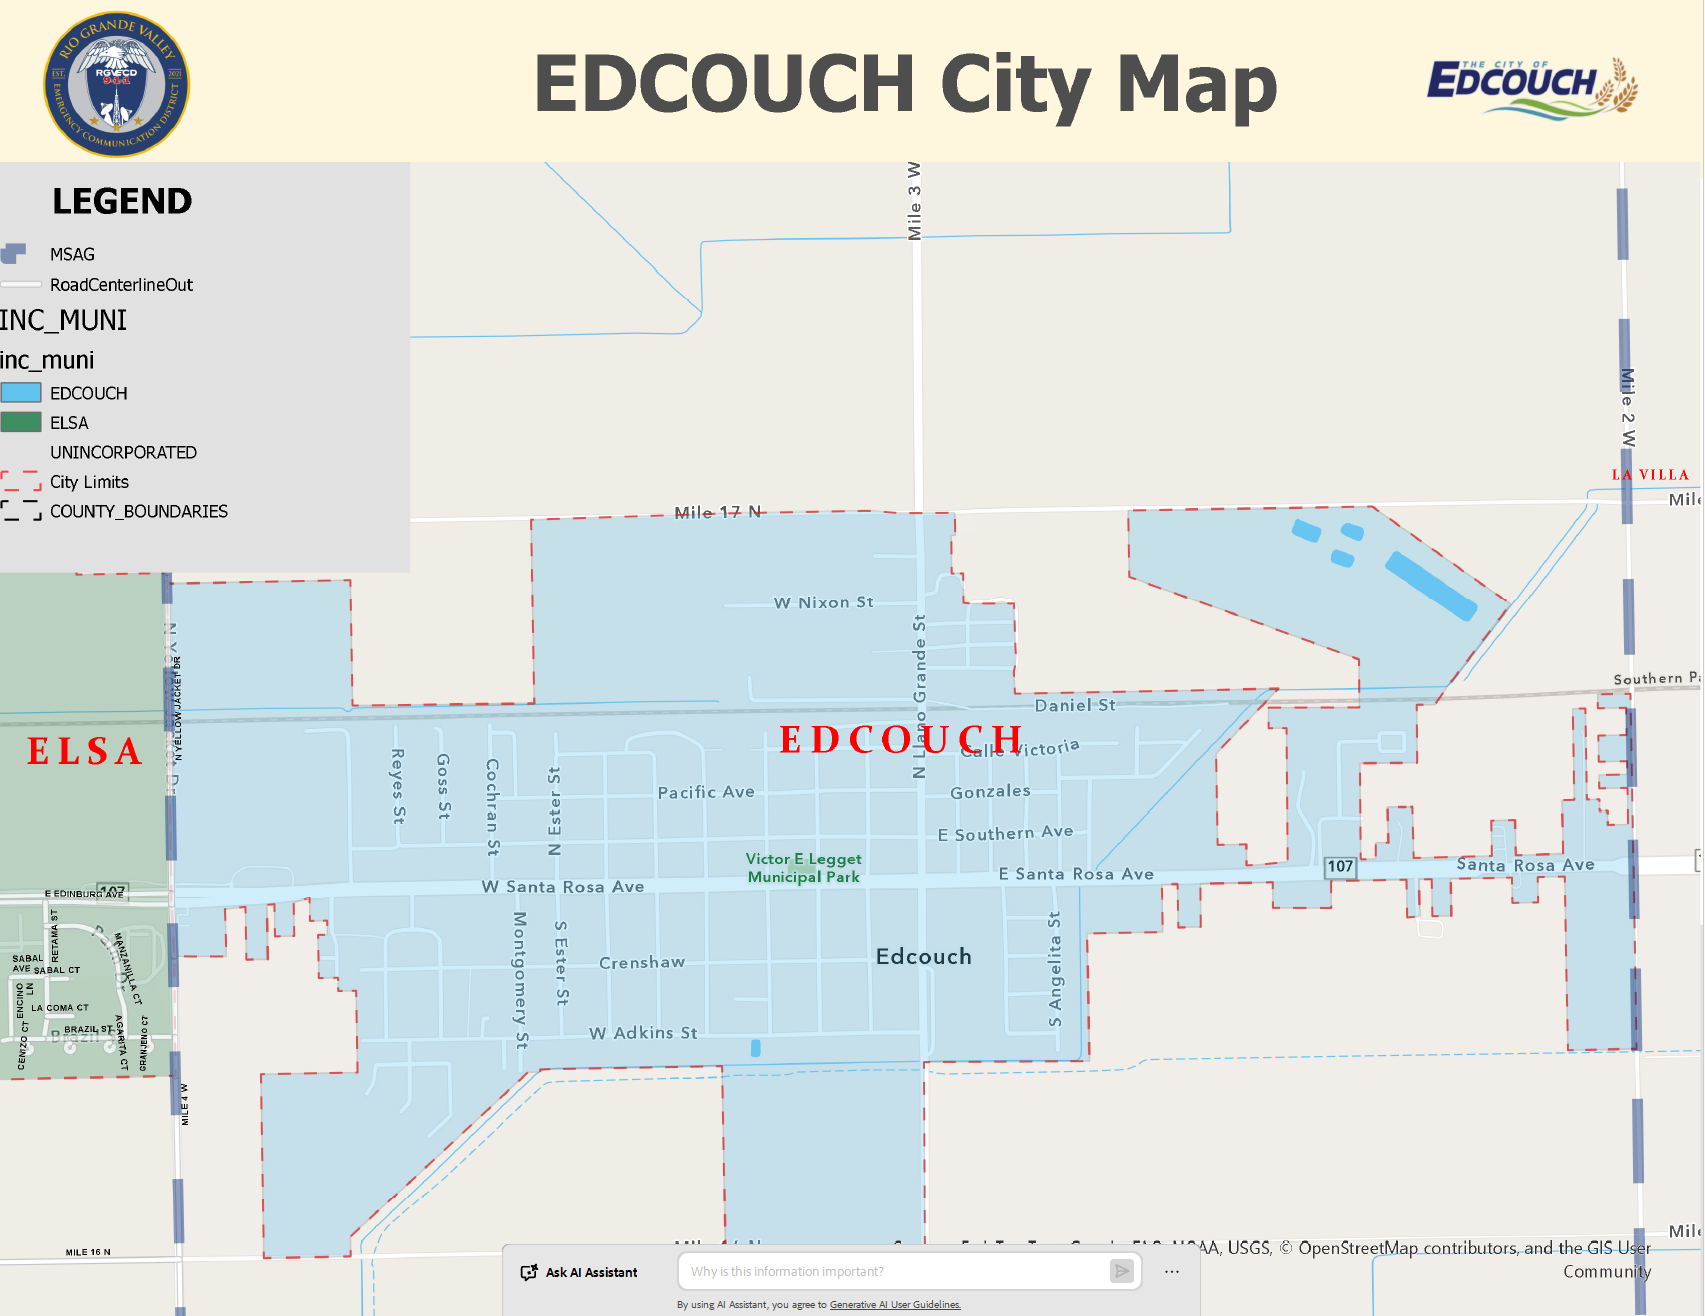 RIO GRANDE VALLEY
EST.
2021
RGVECD
911
EMERGENCY COMMUNICATION DISTRICT
EDCOUCH City Map
THE CITY OF
EDCOUCH
LEGEND
MSAG
RoadCenterlineOut
INC_MUNI
inc_muni
EDCOUCH
ELSA
UNINCORPORATED
City Limits
COUNTY_BOUNDARIES
Mile 3 W
Mile 2 W
LA VILLA
Mile 17 N
W Nixon St
N Llano Grande St
Southern
Daniel St
N YELLOW JACKET DR
ELSA
EDCOUCH
Calle Victoria
Reyes St
Goss St
Cochran St
N Ester St
Pacific Ave
Gonzales
E Southern Ave
Victor E Legget
Municipal Park
W Santa Rosa Ave
E Santa Rosa Ave
107
Santa Rosa Ave
107
E EDINBURG AVE
RETAMA ST
MANZANILLA CT
SABAL
AVE
SABAL CT
ENCINO
LN
LA COMA CT
BRAZIL ST
Brazil
CENIZO CT
AGARITA CT
GRANJENO CT
Montgomery St
S Ester St
Crenshaw
Edcouch
S Angelita St
W Adkins St
MILE 4 W
MILE 16 N
USGS, © OpenStreetMap contributors, and the GIS User
Community
Ask AI Assistant
Why is this information important?
By using AI Assistant, you agree to Generative AI User Guidelines.